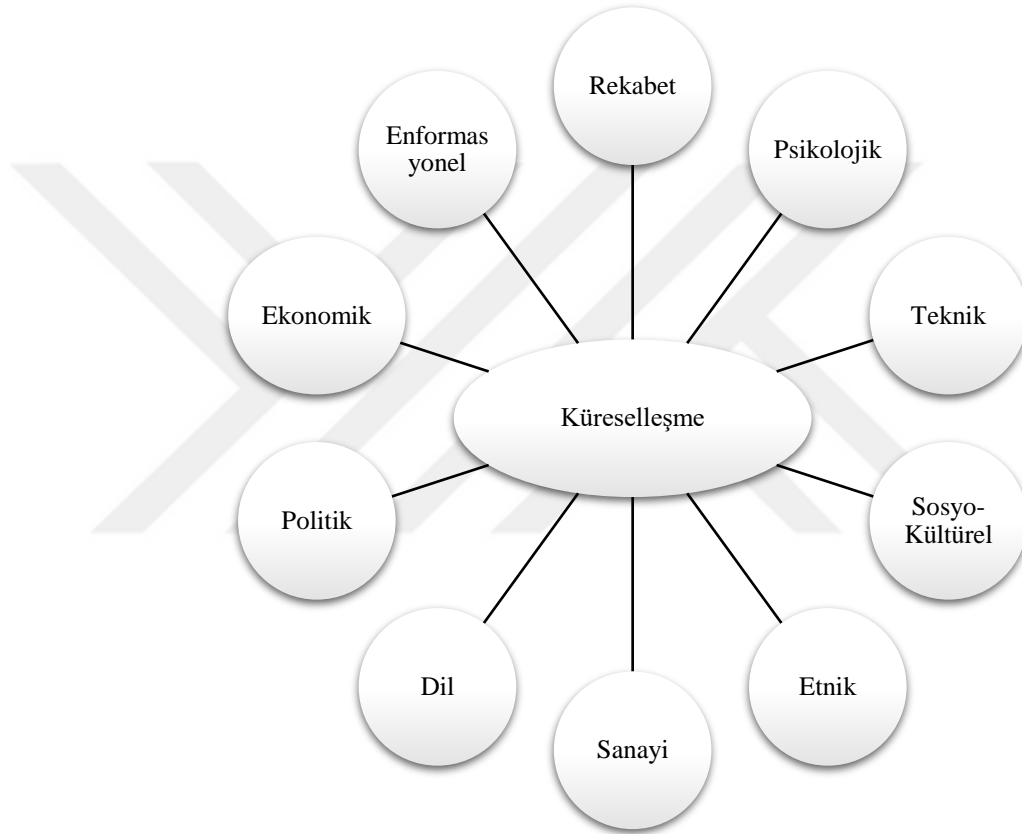 Rekabet
Enformas
yonel
Psikolojik
Ekonomik
Teknik
Küreselleşme
Politik
Sosyo-
Kültürel
Dil
Etnik
Sanayi